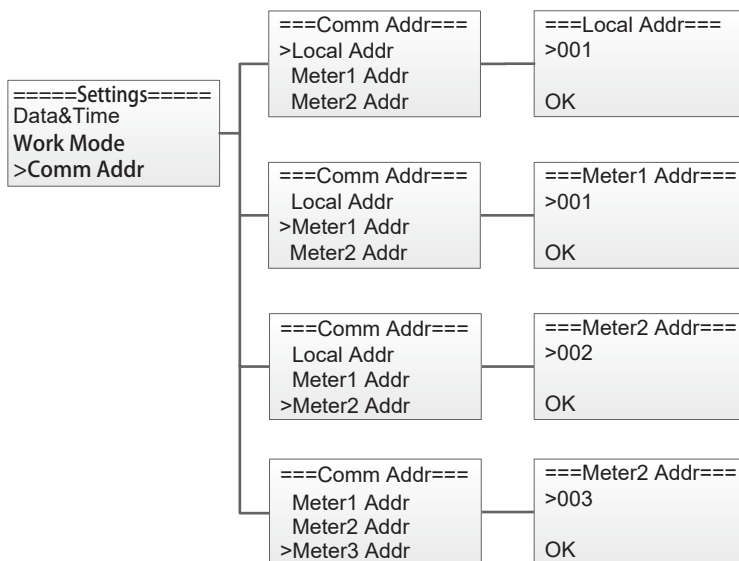 =====Settings=====
Data&Time
Work Mode
>Comm Addr
===Comm Addr===
>Local Addr
Meter1 Addr
Meter2 Addr
===Local Addr===
>001
OK
===Comm Addr===
Local Addr
>Meter1 Addr
Meter2 Addr
===Meter1 Addr===
>001
OK
===Comm Addr===
Local Addr
Meter1 Addr
>Meter2 Addr
===Meter2 Addr===
>002
OK
===Comm Addr===
Meter1 Addr
Meter2 Addr
>Meter3 Addr
===Meter2 Addr===
>003
OK